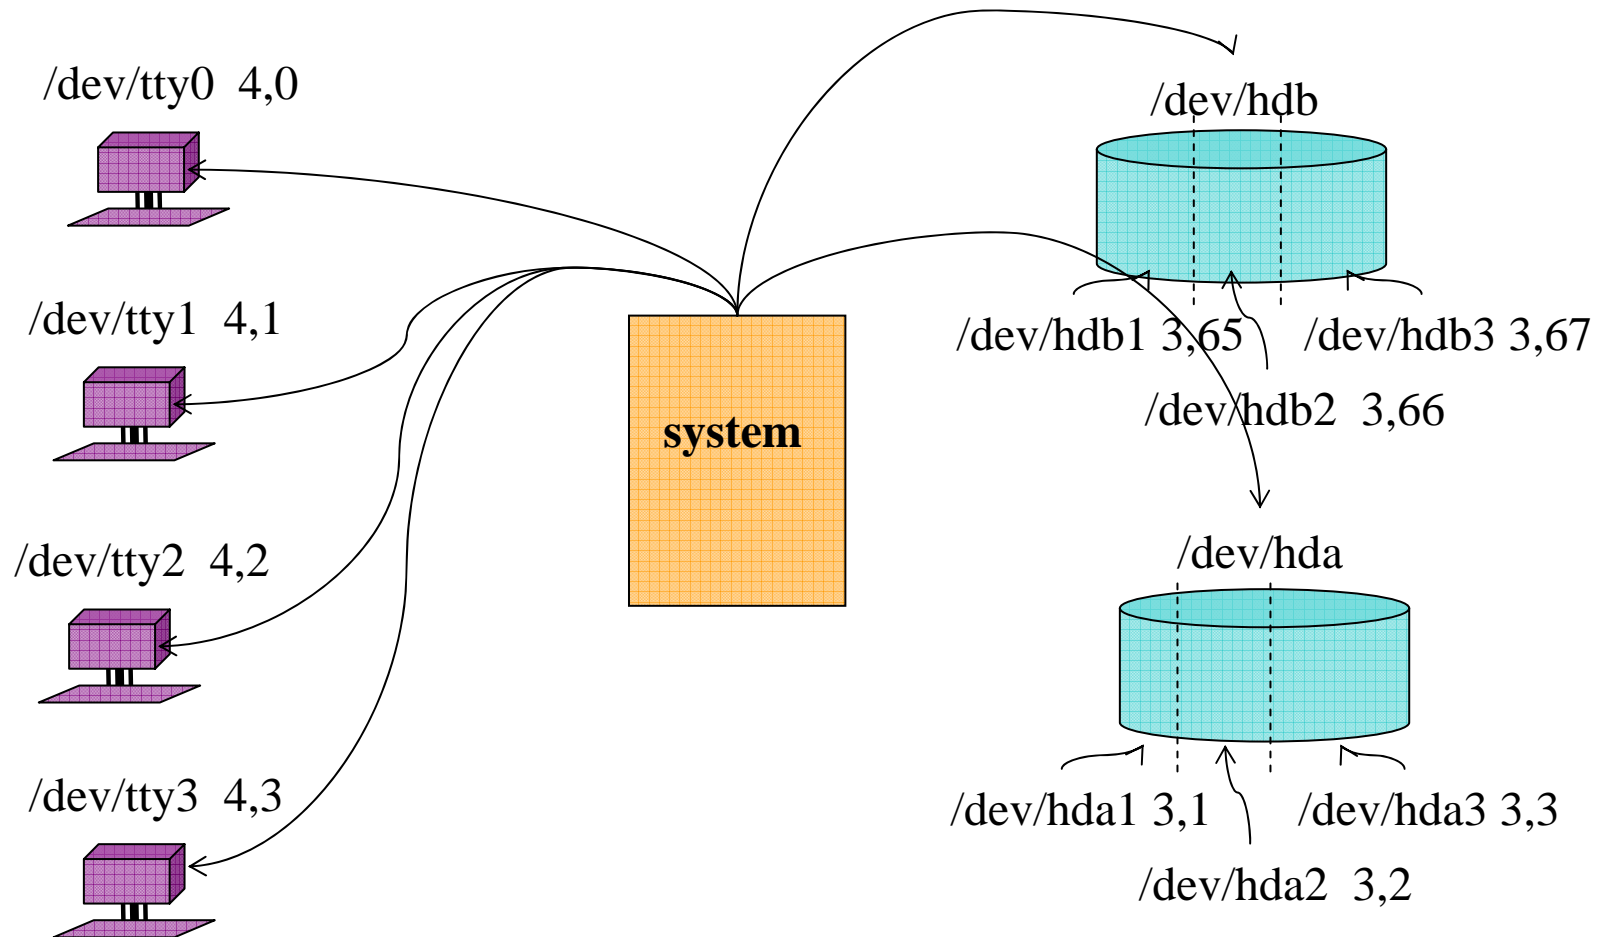 /dev/tty0 4,0
/dev/tty1 4,1
/dev/tty2 4,2
/dev/tty3 4,3
system
/dev/hdb
/dev/hdb1 3,65
/dev/hdb3 3,67
/dev/hdb2 3,66
/dev/hda
/dev/hda1 3,1
/dev/hda3 3,3
/dev/hda2 3,2